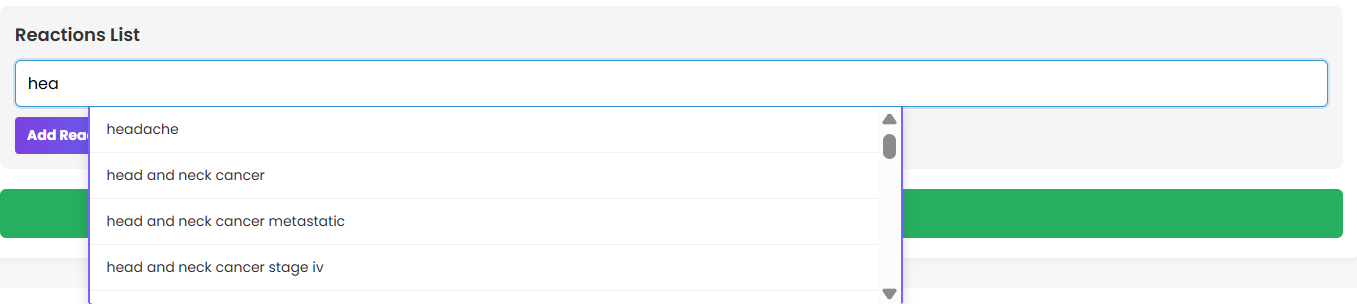 Reactions List
hea
Add Rea
headache
head and neck cancer
head and neck cancer metastatic
head and neck cancer stage iv